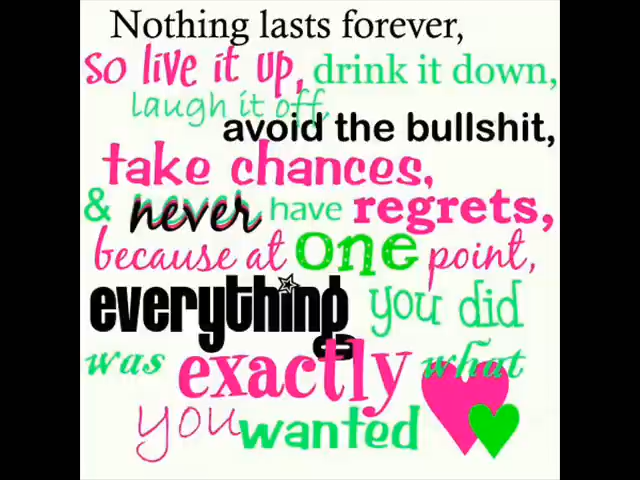 Nothing lasts forever,
so live it up, drink it down,
laugh it off,
avoid the bullshit,
take chances,
& never have regrets,
because at one point,
everything you did
was exactly what
you wanted